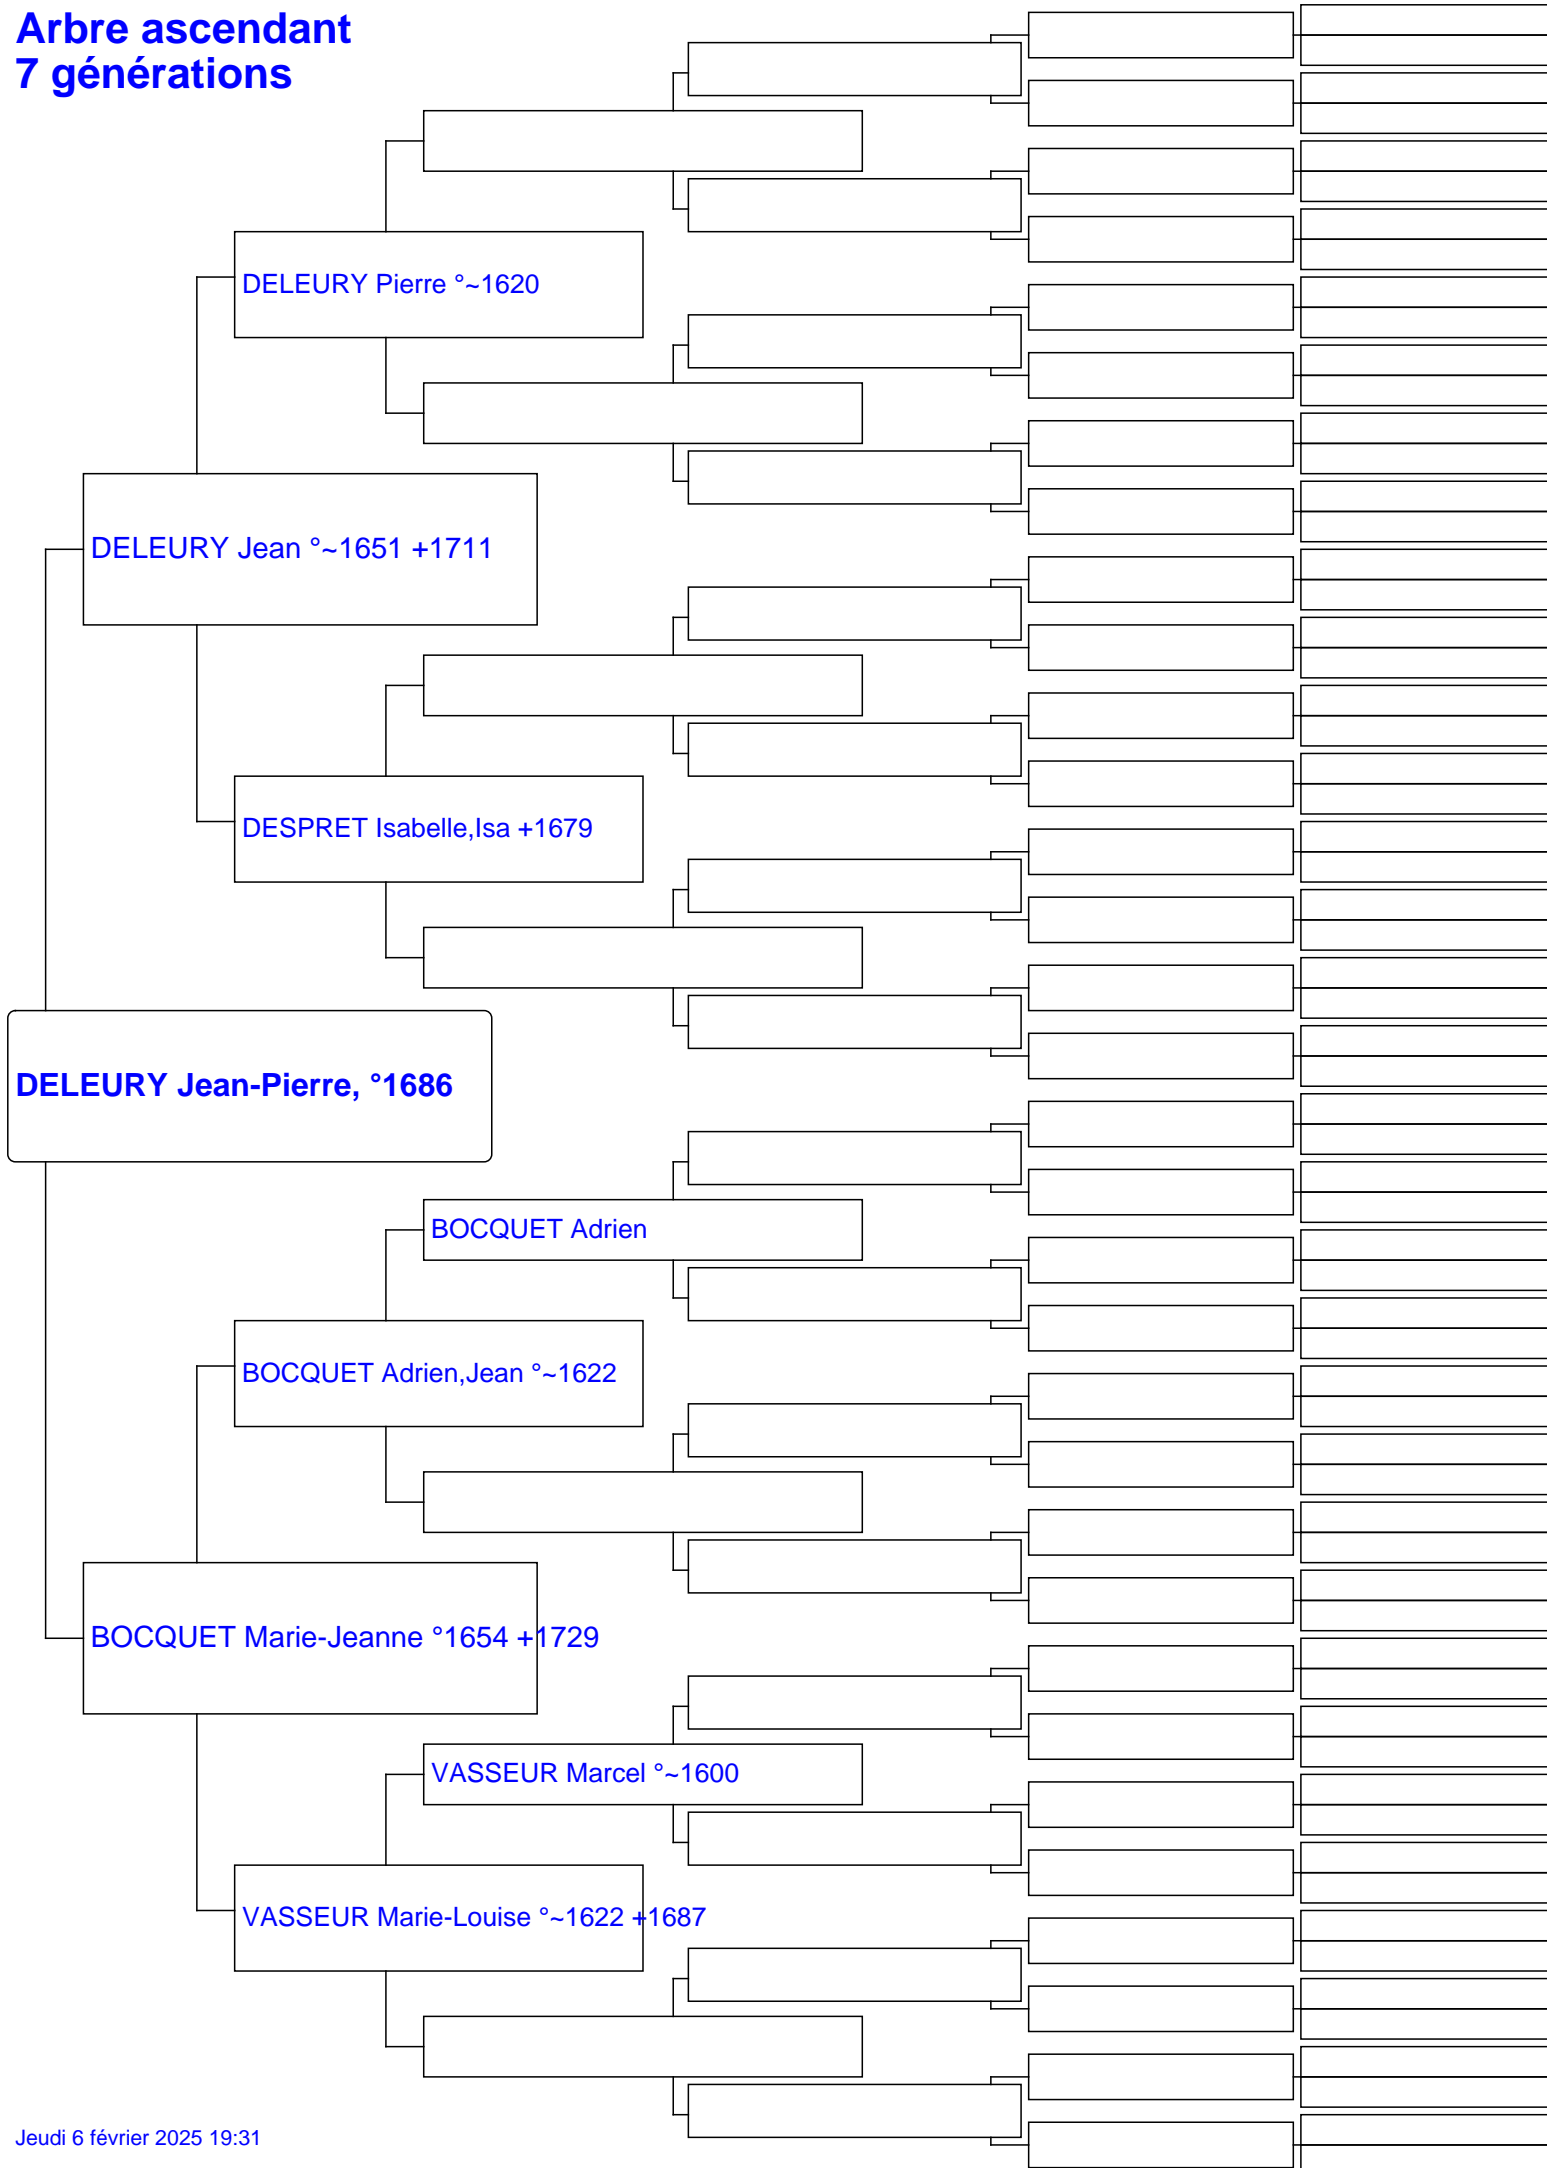 Arbre ascendant
7 générations
DELEURY Pierre °~1620
DELEURY Jean °~1651 +1711
DESPRET Isabelle,Isa +1679
DELEURY Jean-Pierre, °1686
BOCQUET Adrien
BOCQUET Adrien,Jean °~1622
BOCQUET Marie-Jeanne °1654 +1729
VASSEUR Marcel °~1600
VASSEUR Marie-Louise °~1622 +1687
Jeudi 6 février 2025 19:31